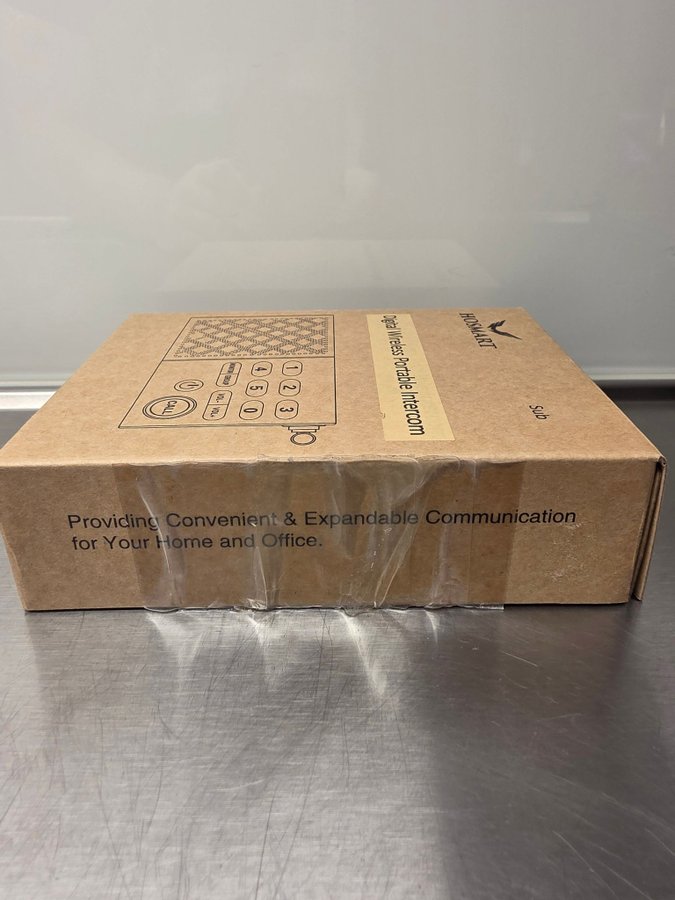 HOSMART
Sub
Digital Wireless Portable Intercom
1
2
3
4
5
0
VOL-
VOL+
CALL
Providing Convenient & Expandable Communication
for Your Home and Office.